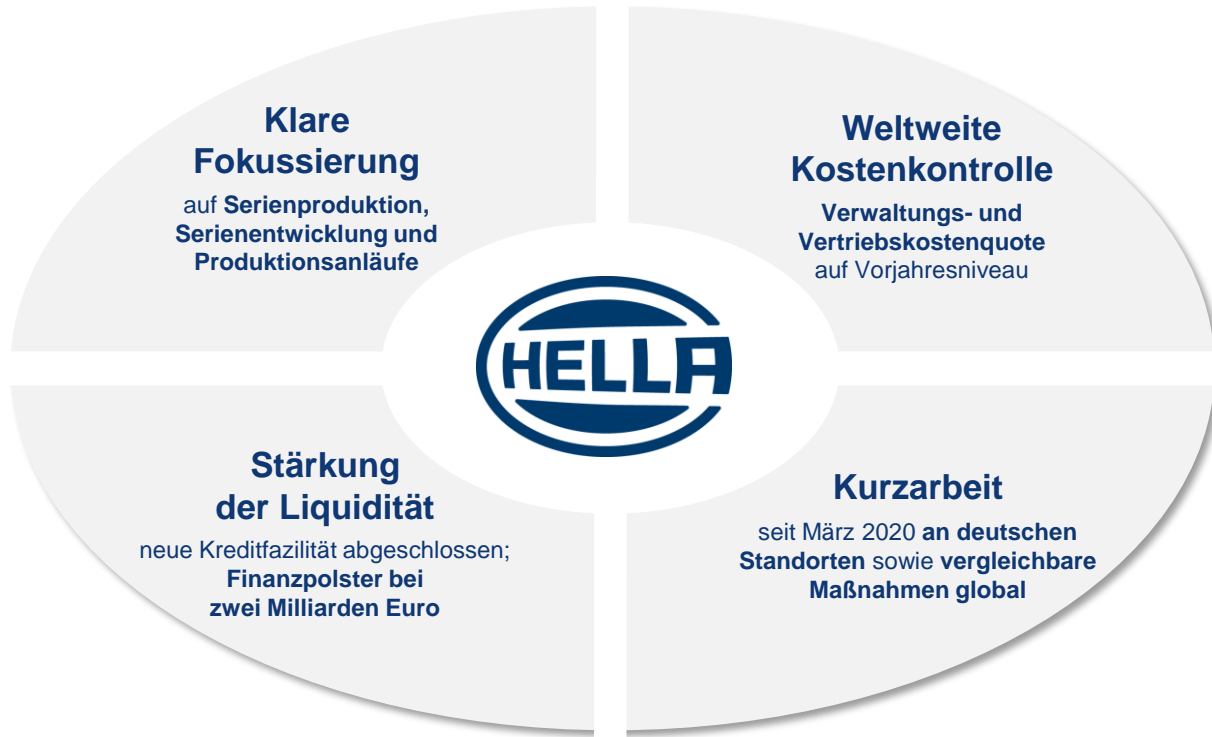 Klare
Fokussierung
auf Serienproduktion,
Serienentwicklung und
Produktionsanläufe
Weltweite
Kostenkontrolle
Verwaltungs- und
Vertriebskostenquote
auf Vorjahresniveau
HELLA
Stärkung
der Liquidität
neue Kreditfazilität abgeschlossen;
Finanzpolster bei
zwei Milliarden Euro
Kurzarbeit
seit März 2020 an deutschen
Standorten sowie vergleichbare
Maßnahmen global